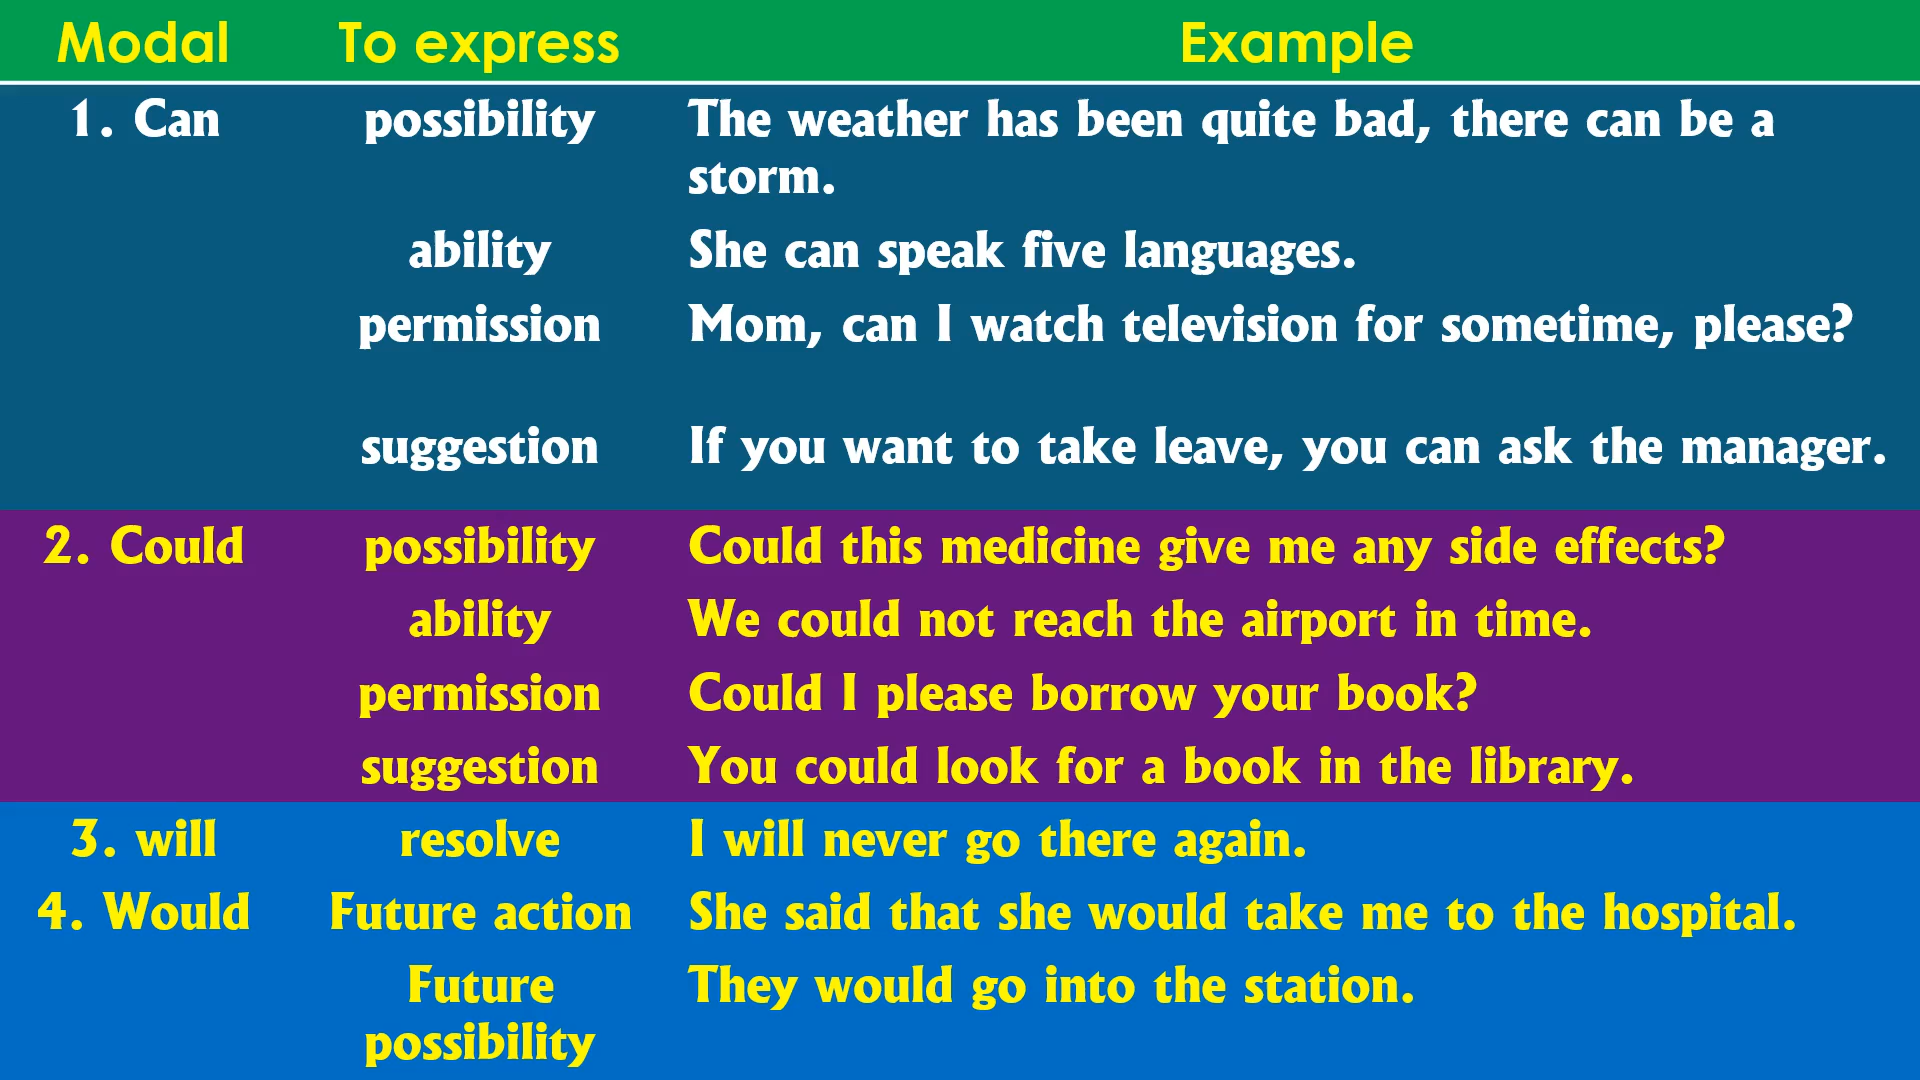 Modal To express Example
1. Can possibility The weather has been quite bad, there can be a
storm.
ability She can speak five languages.
permission Mom, can I watch television for sometime, please?
suggestion If you want to take leave, you can ask the manager.
2. Could possibility Could this medicine give me any side effects?
ability We could not reach the airport in time.
permission Could I please borrow your book?
suggestion You could look for a book in the library.
3. will resolve I will never go there again.
4. Would Future action She said that she would take me to the hospital.
Future They would go into the station.
possibility